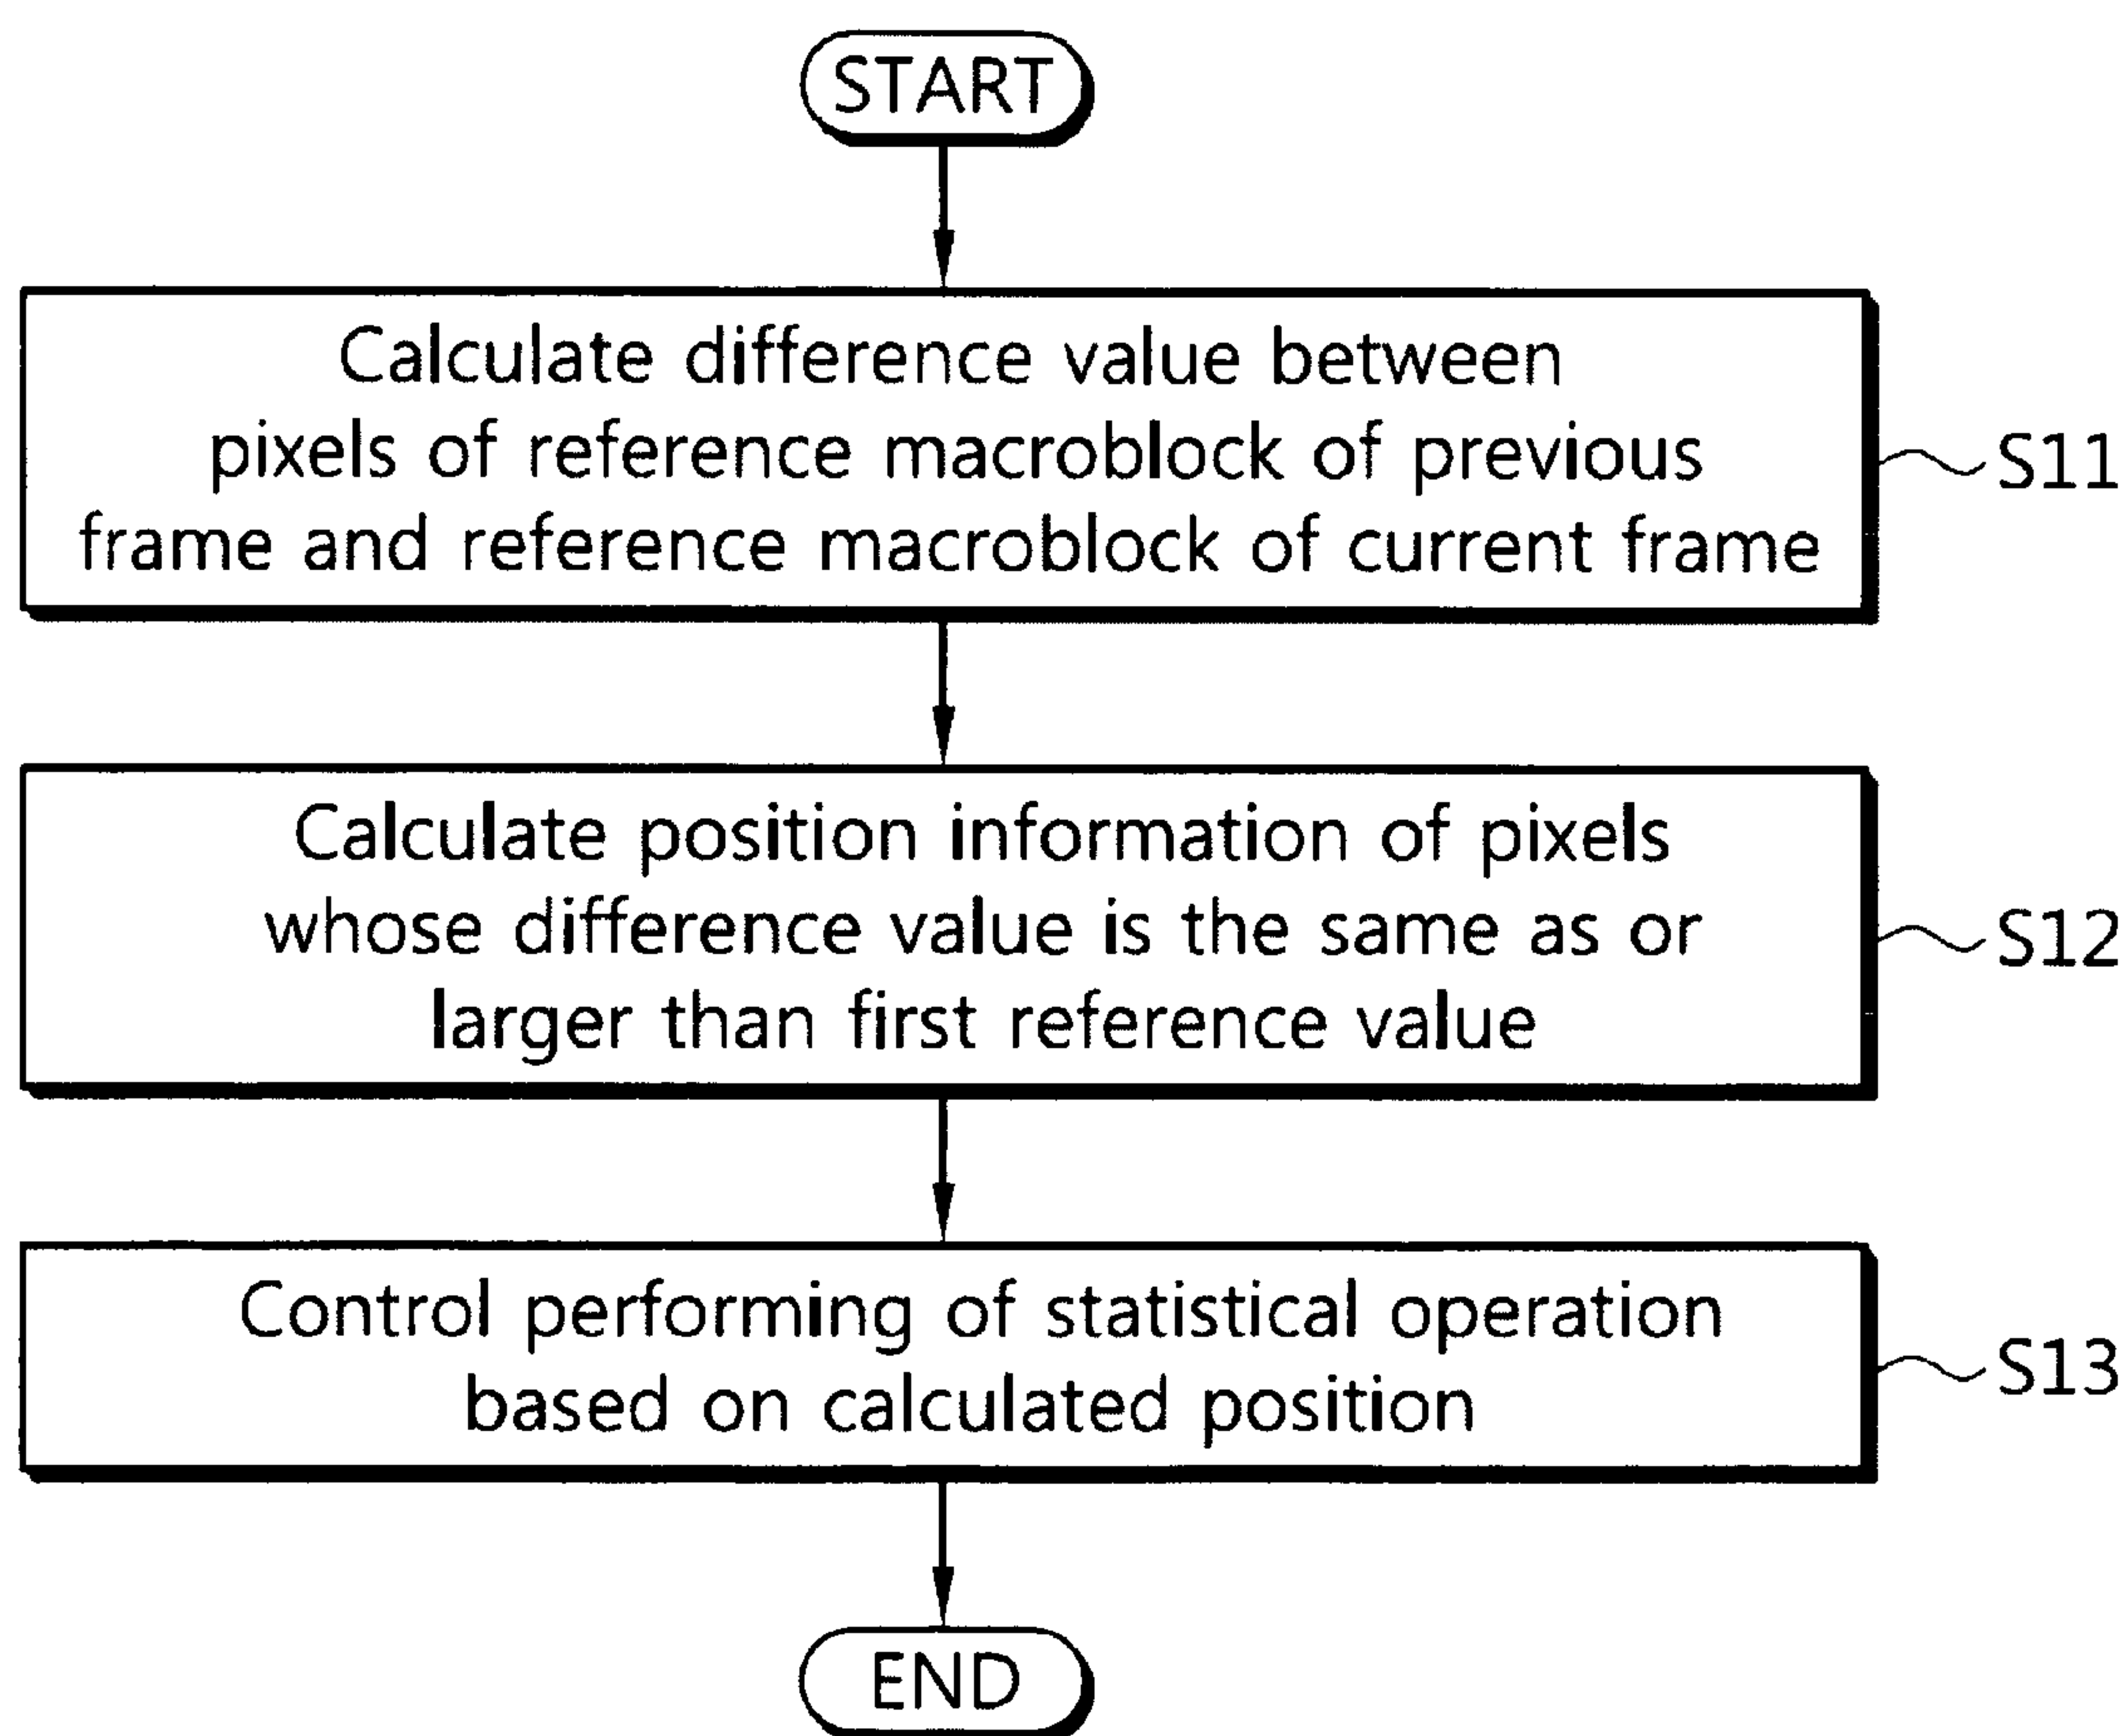 START
Calculate difference value between
pixels of reference macroblock of previous
frame and reference macroblock of current frame
S11
Calculate position information of pixels
whose difference value is the same as or
larger than first reference value
S12
Control performing of statistical operation
based on calculated position
S13
END